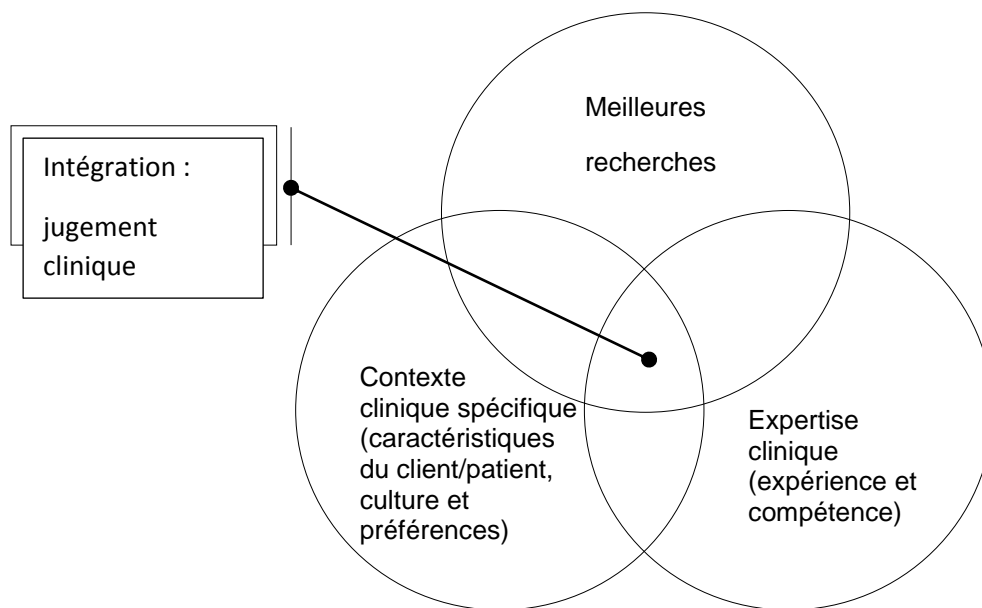 Meilleures
recherches
Intégration :
jugement
clinique
Contexte
clinique spécifique
(caractéristiques
du client/patient,
culture et
préférences)
Expertise
clinique
(expérience et
compétence)